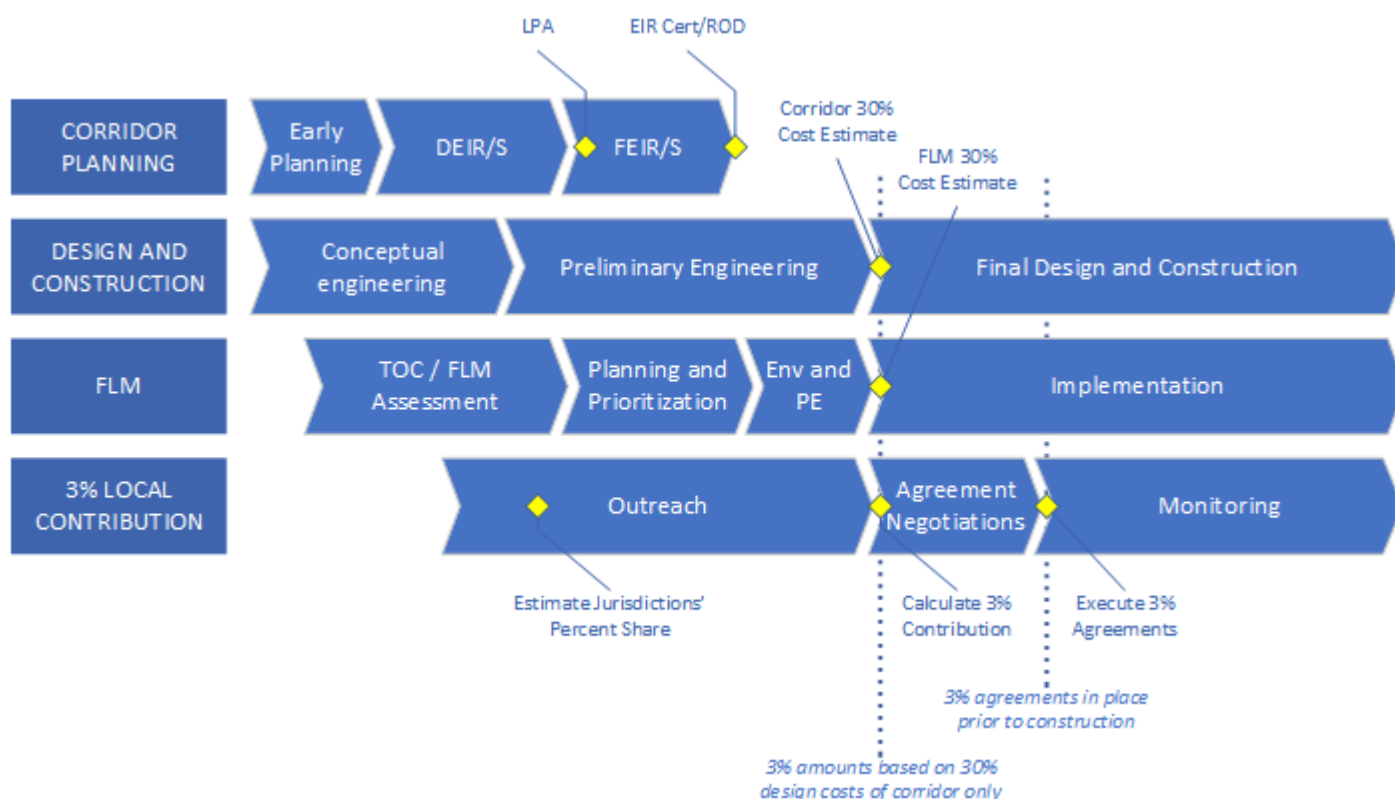 LPA
EIR Cert/ROD
CORRIDOR
PLANNING
Early
Planning
DEIR/S
FEIR/S
Corridor 30%
Cost Estimate
FLM 30%
Cost Estimate
DESIGN AND
CONSTRUCTION
Conceptual
engineering
Preliminary Engineering
Final Design and Construction
FLM
TOC / FLM
Assessment
Planning and
Prioritization
Env and
PE
Implementation
3% LOCAL
CONTRIBUTION
Outreach
Agreement
Negotiations
Monitoring
Estimate Jurisdictions'
Percent Share
Calculate 3%
Contribution
Execute 3%
Agreements
3% agreements in place
prior to construction
3% amounts based on 30%
design costs of corridor only